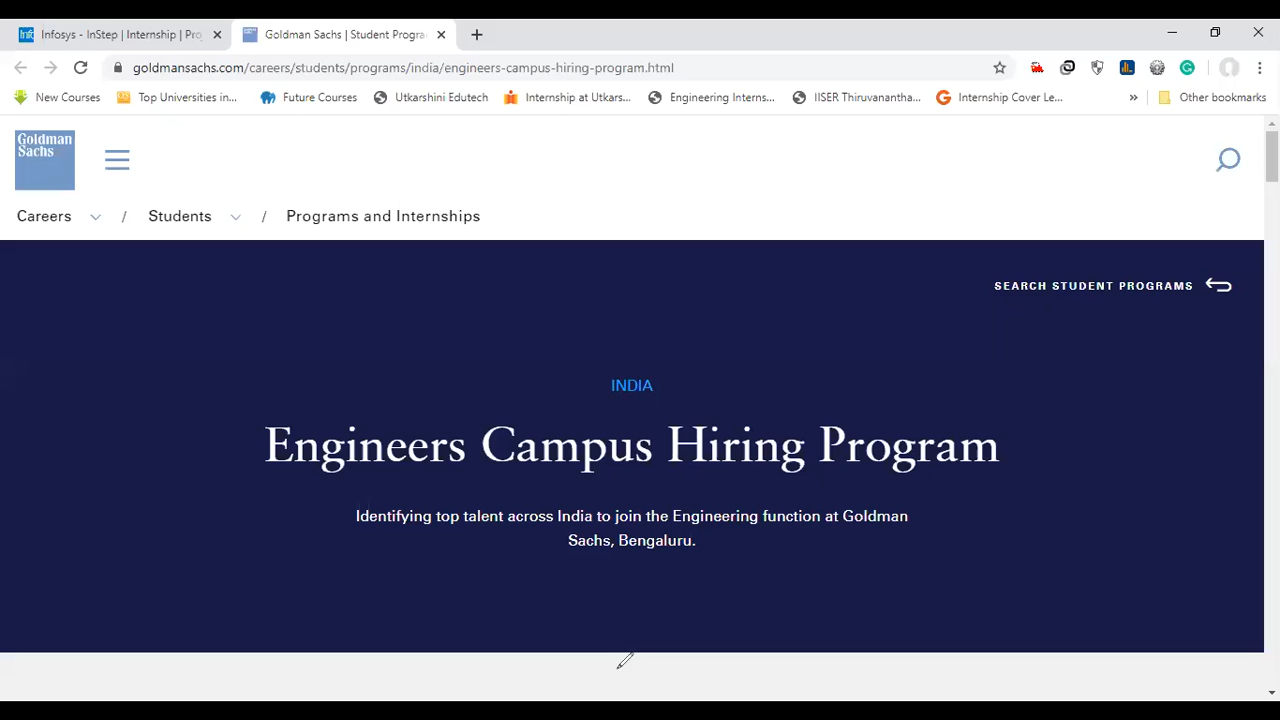 Infosys - InStep | Internship | Pro
Goldman Sachs | Student Progra
goldmansachs.com/careers/students/programs/india/engineers-campus-hiring-program.html
New Courses
Top Universities in...
Future Courses
Utkarshini Edutech
Internship at Utkars...
Engineering Interns...
IISER Thiruvanantha...
Internship Cover Le...
»
Other bookmarks
Goldman
Sachs
Careers / Students / Programs and Internships
SEARCH STUDENT PROGRAMS
INDIA
Engineers Campus Hiring Program
Identifying top talent across India to join the Engineering function at Goldman
Sachs, Bengaluru.